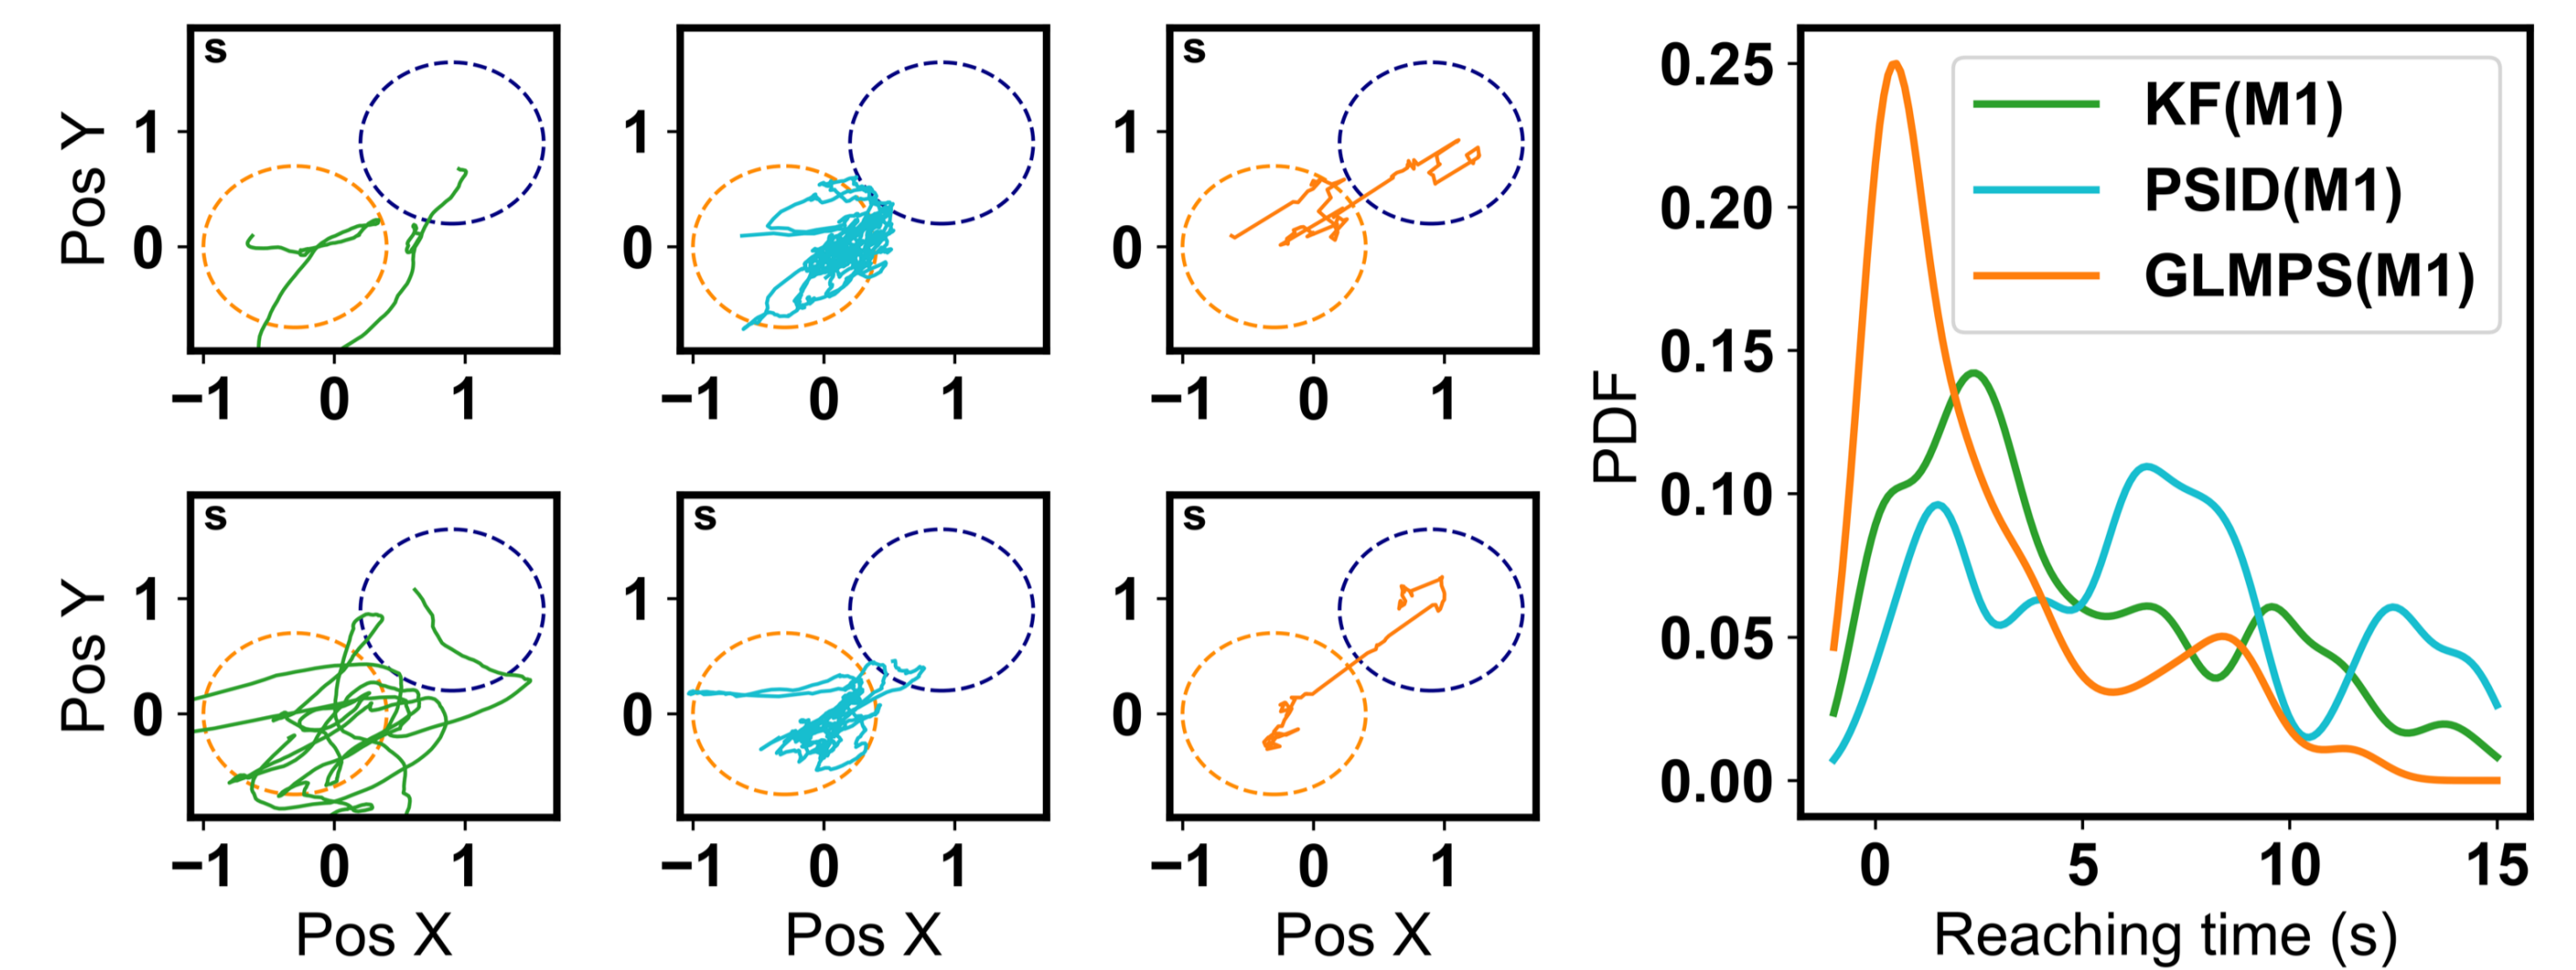 s
Pos Y
1
0
−1 0 1
1
0
−1 0 1
s
1
0
−1 0 1
s
Pos Y
1
0
−1 0 1
Pos X
s
1
0
−1 0 1
Pos X
s
1
0
−1 0 1
Pos X
PDF
0.25
0.20
0.15
0.10
0.05
0.00
KF(M1)
PSID(M1)
GLMPS(M1)
0 5 10 15
Reaching time (s)